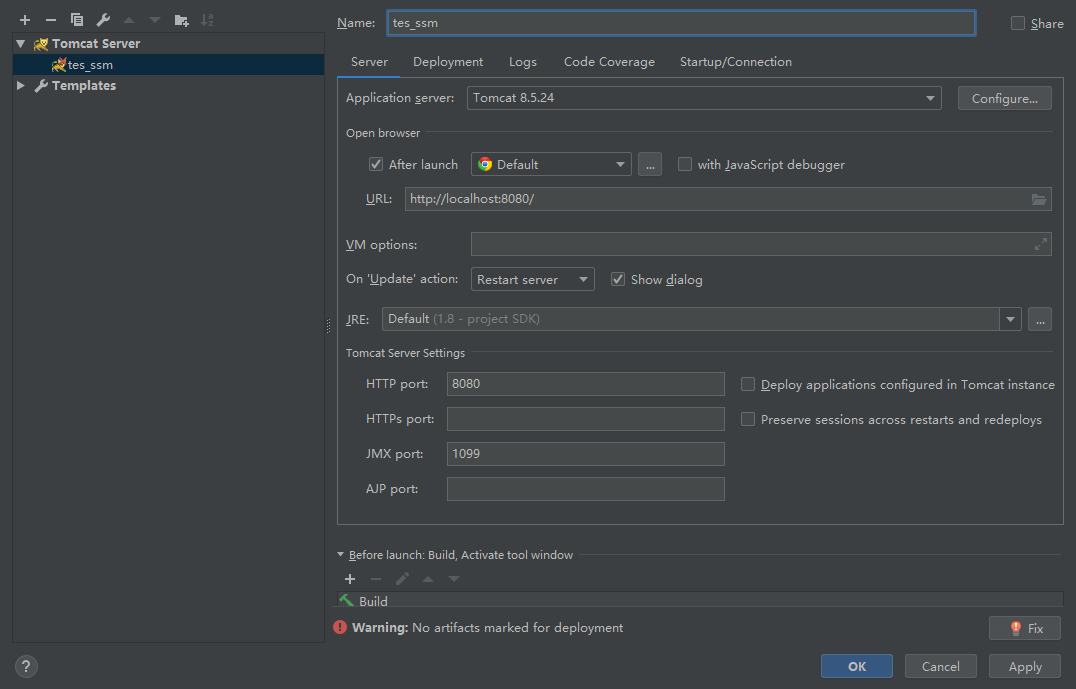 Name: tes_ssm Share
Tomcat Server
tes_ssm
Templates
Server Deployment Logs Code Coverage Startup/Connection
Application server: Tomcat 8.5.24 Configure...
Open browser
After launch Default ... with JavaScript debugger
URL: http://localhost:8080/
VM options:
On 'Update' action: Restart server Show dialog
JRE: Default (1.8 - project SDK) ...
Tomcat Server Settings
HTTP port: 8080 Deploy applications configured in Tomcat instance
HTTPs port: Preserve sessions across restarts and redeploys
JMX port: 1099
AJP port:
Before launch: Build, Activate tool window
Build
Warning: No artifacts marked for deployment Fix
? OK Cancel Apply